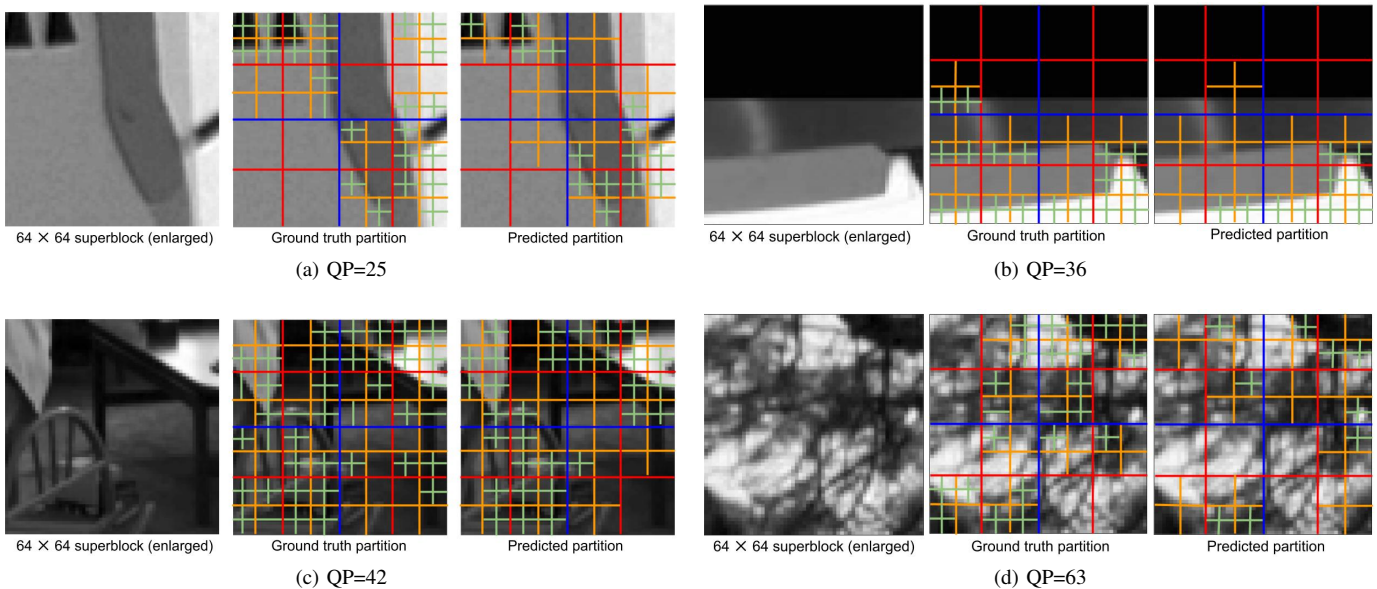 64 × 64 superblock (enlarged) Ground truth partition Predicted partition
(a) QP=25
64 × 64 superblock (enlarged) Ground truth partition Predicted partition
(b) QP=36
64 × 64 superblock (enlarged) Ground truth partition Predicted partition
(c) QP=42
64 × 64 superblock (enlarged) Ground truth partition Predicted partition
(d) QP=63